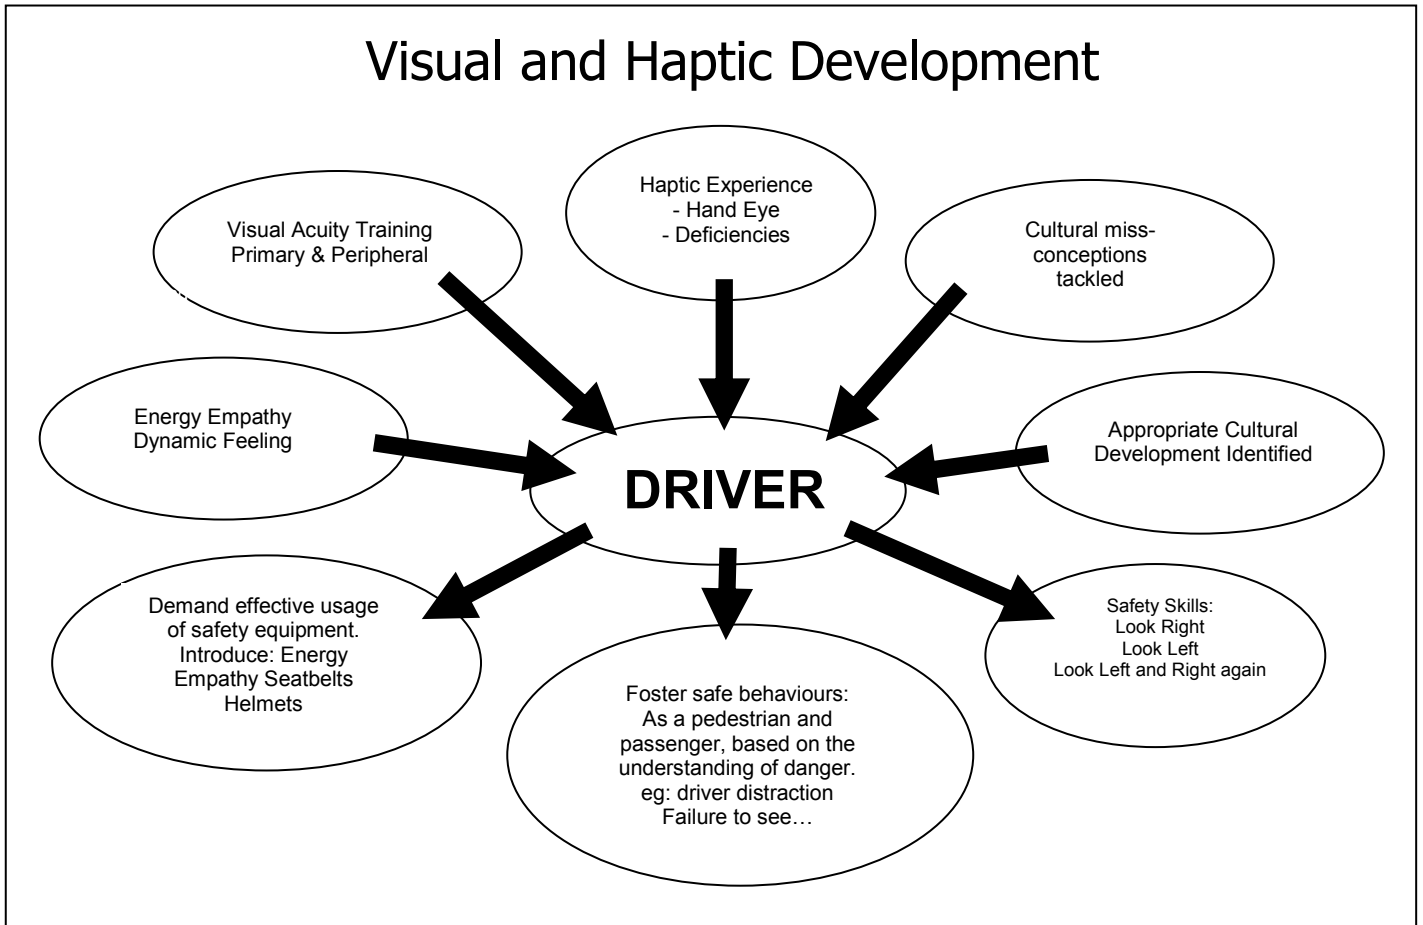 Visual and Haptic Development
Haptic Experience
- Hand Eye
- Deficiencies
Visual Acuity Training
Primary & Peripheral
Cultural miss-
conceptions
tackled
Energy Empathy
Dynamic Feeling
Appropriate Cultural
Development Identified
DRIVER
Demand effective usage
of safety equipment.
Introduce: Energy
Empathy Seatbelts
Helmets
Foster safe behaviours:
As a pedestrian and
passenger, based on the
understanding of danger.
eg: driver distraction
Failure to see…
Safety Skills:
Look Right
Look Left
Look Left and Right again